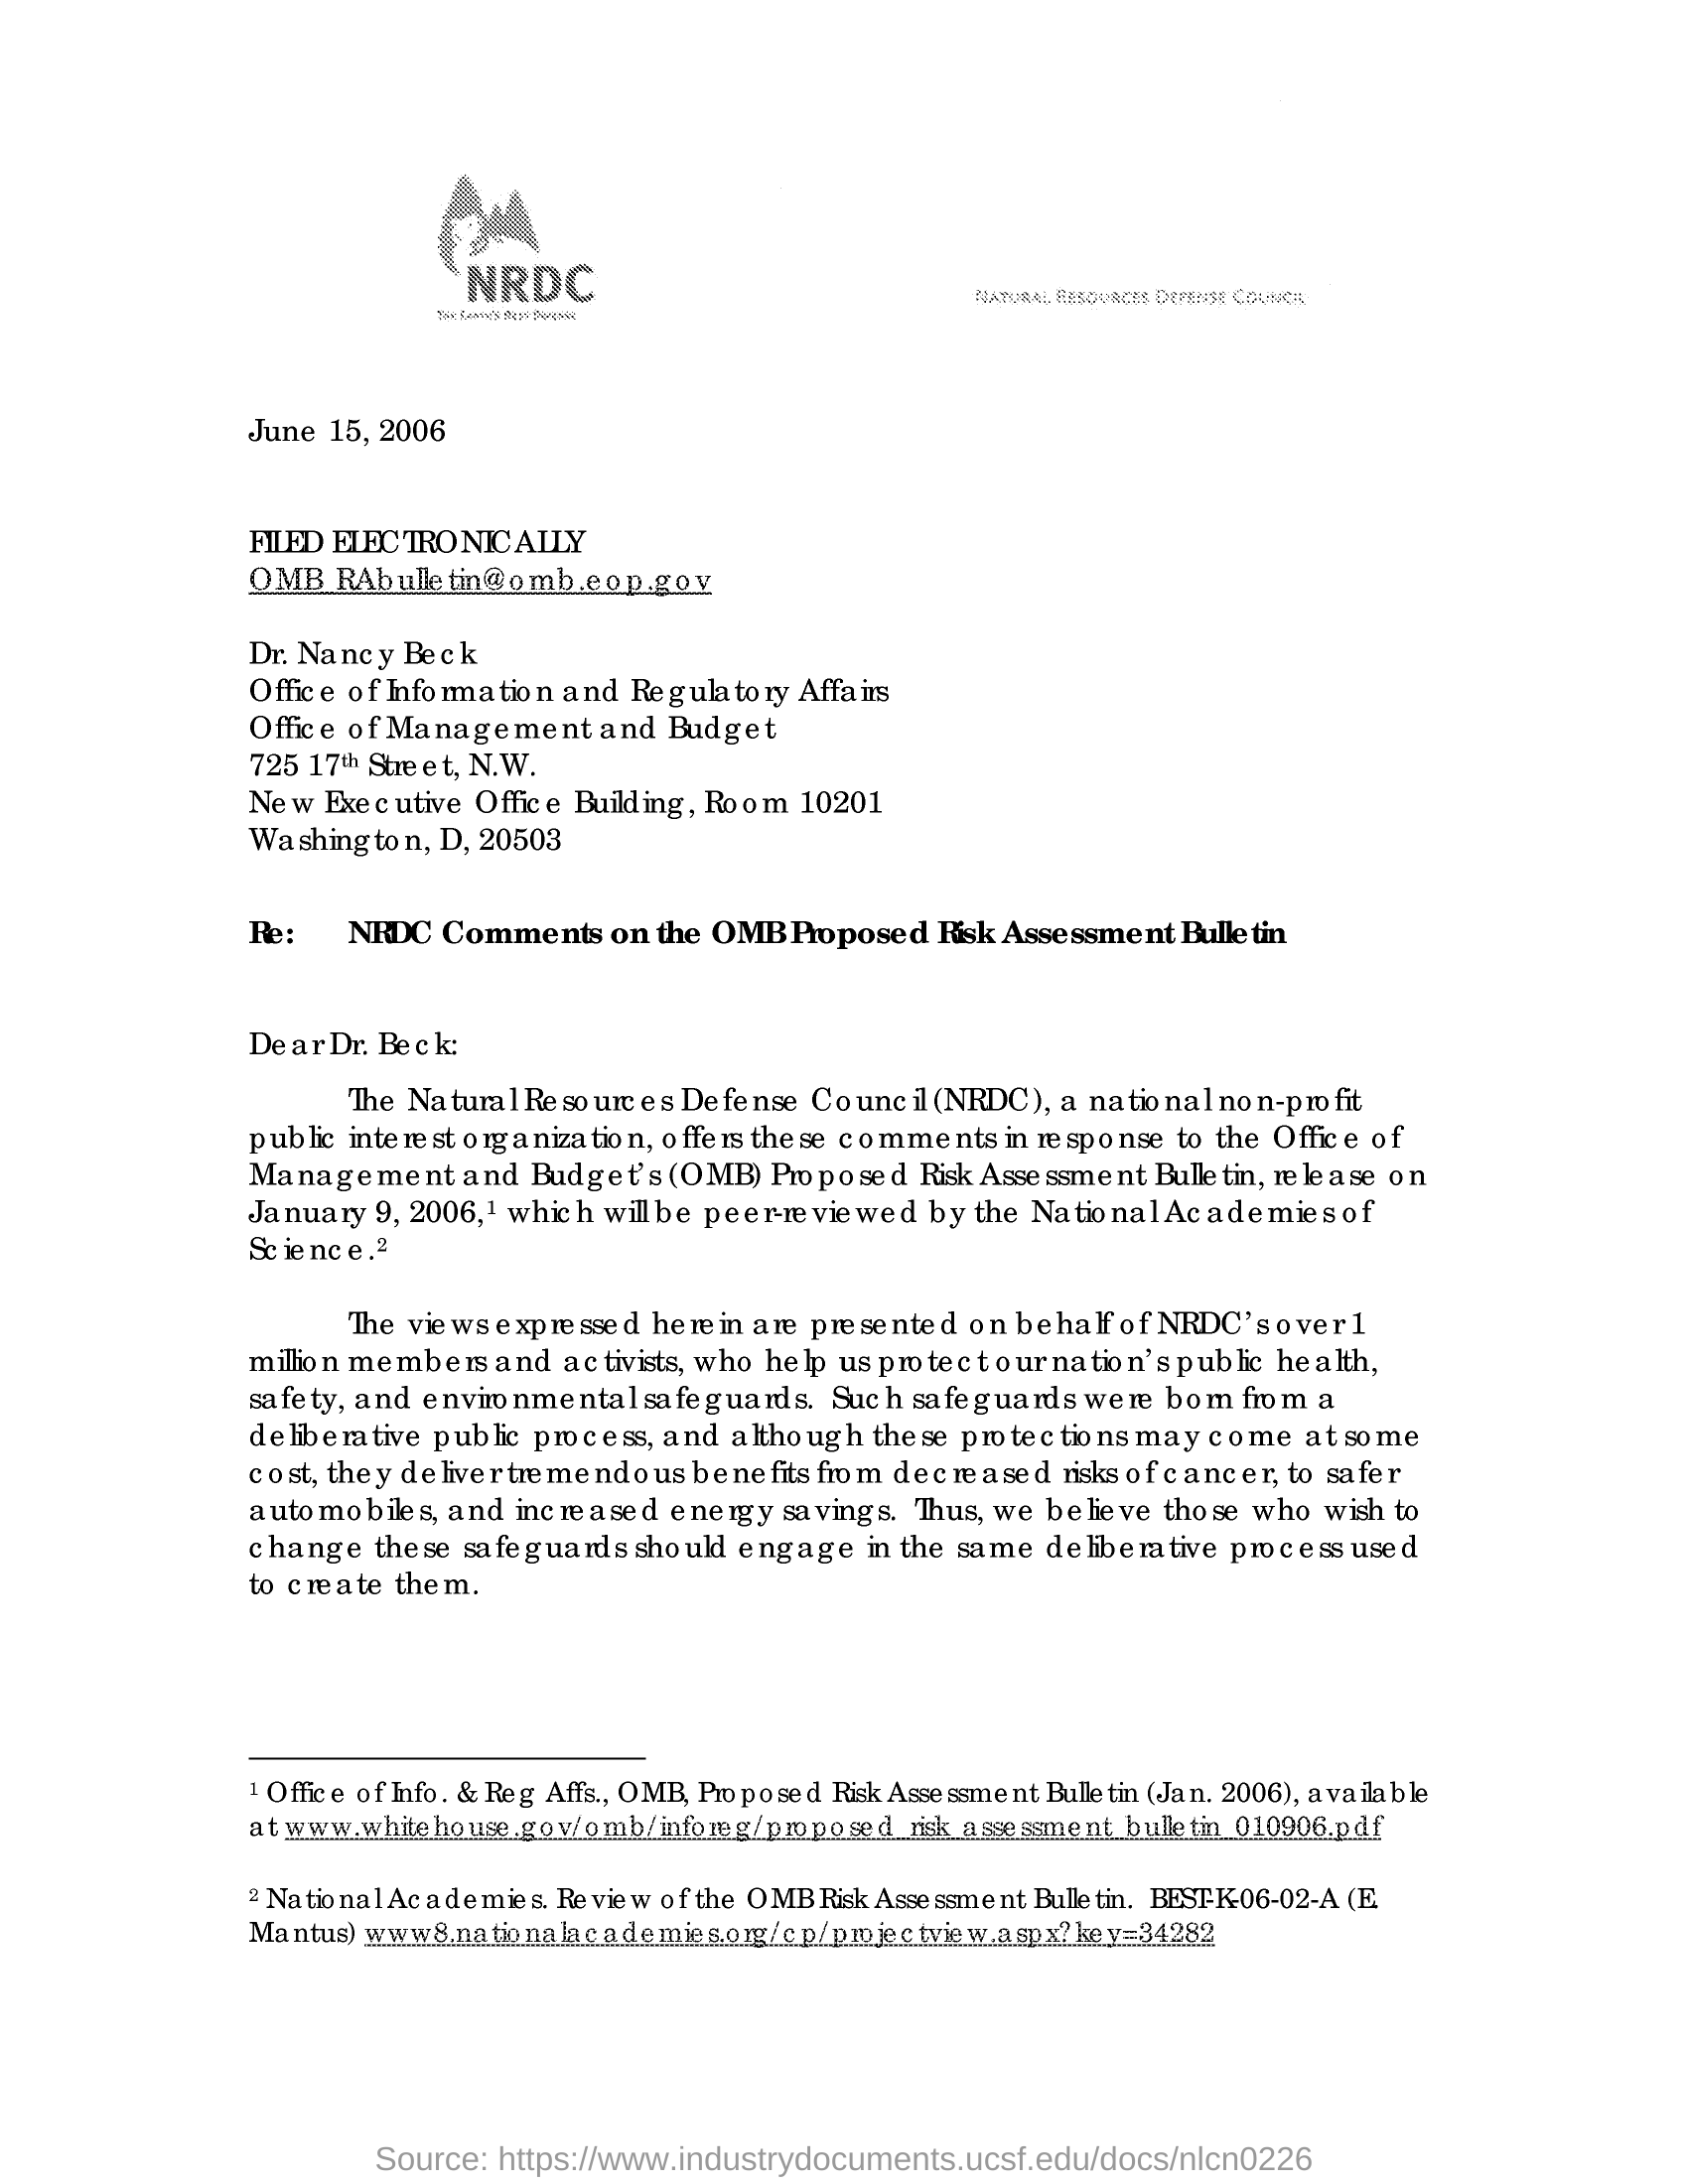 NRDC
THE EARTH'S BEST DEFENSE
NATURAL RESOURCES DEFENSE COUNCIL
June 15, 2006
FILED ELECTRONICALLY
OMB_RAbulletin@omb.eop.gov
Dr. Nancy Beck
Office of Information and Regulatory Affairs
Office of Management and Budget
725 17th Street, N.W.
New Executive Office Building, Room 10201
Washington, D, 20503
Re: NRDC Comments on the OMB Proposed Risk Assessment Bulletin
Dear Dr. Beck:
The Natural Resources Defense Council (NRDC), a national non-profit
public interest organization, offers these comments in response to the Office of
Management and Budget's (OMB) Proposed Risk Assessment Bulletin, release on
January 9, 2006,1 which will be peer-reviewed by the National Academies of
Science.2
The views expressed herein are presented on behalf of NRDC's over 1
million members and activists, who help us protect our nation's public health,
safety, and environmental safeguards. Such safeguards were born from a
deliberative public process, and although these protections may come at some
cost, they deliver tremendous benefits from decreased risks of cancer, to safer
automobiles, and increased energy savings. Thus, we believe those who wish to
change these safeguards should engage in the same deliberative process used
to create them.
1 Office of Info. & Reg Affs., OMB, Proposed Risk Assessment Bulletin (Jan. 2006), available
at www.whitehouse.gov/omb/inforeg/proposed_risk_assessment_bulletin_010906.pdf
2 National Academies. Review of the OMB Risk Assessment Bulletin. BEST-K-06-02-A (E.
Mantus) www8.nationalacademies.org/cp/projectview.aspx?key=34282
Source: https://www.industrydocuments.ucsf.edu/docs/nlcn0226